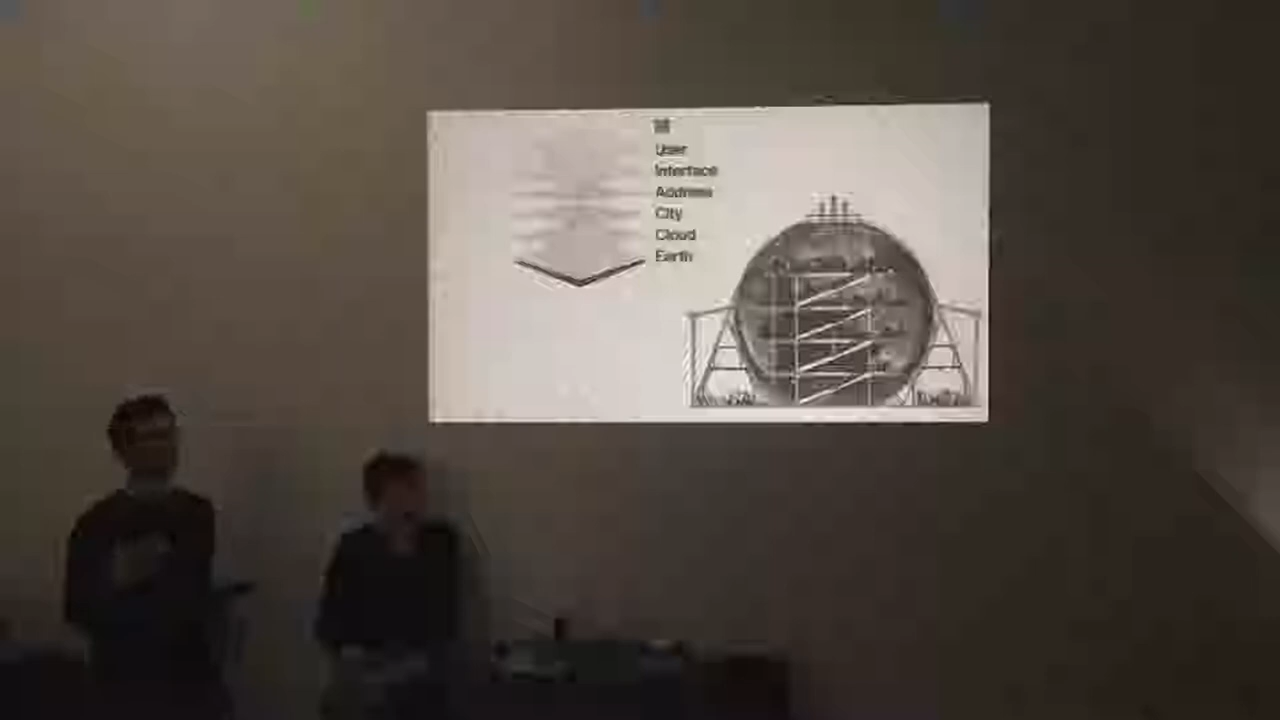 User
Interface
Address
City
Cloud
Earth